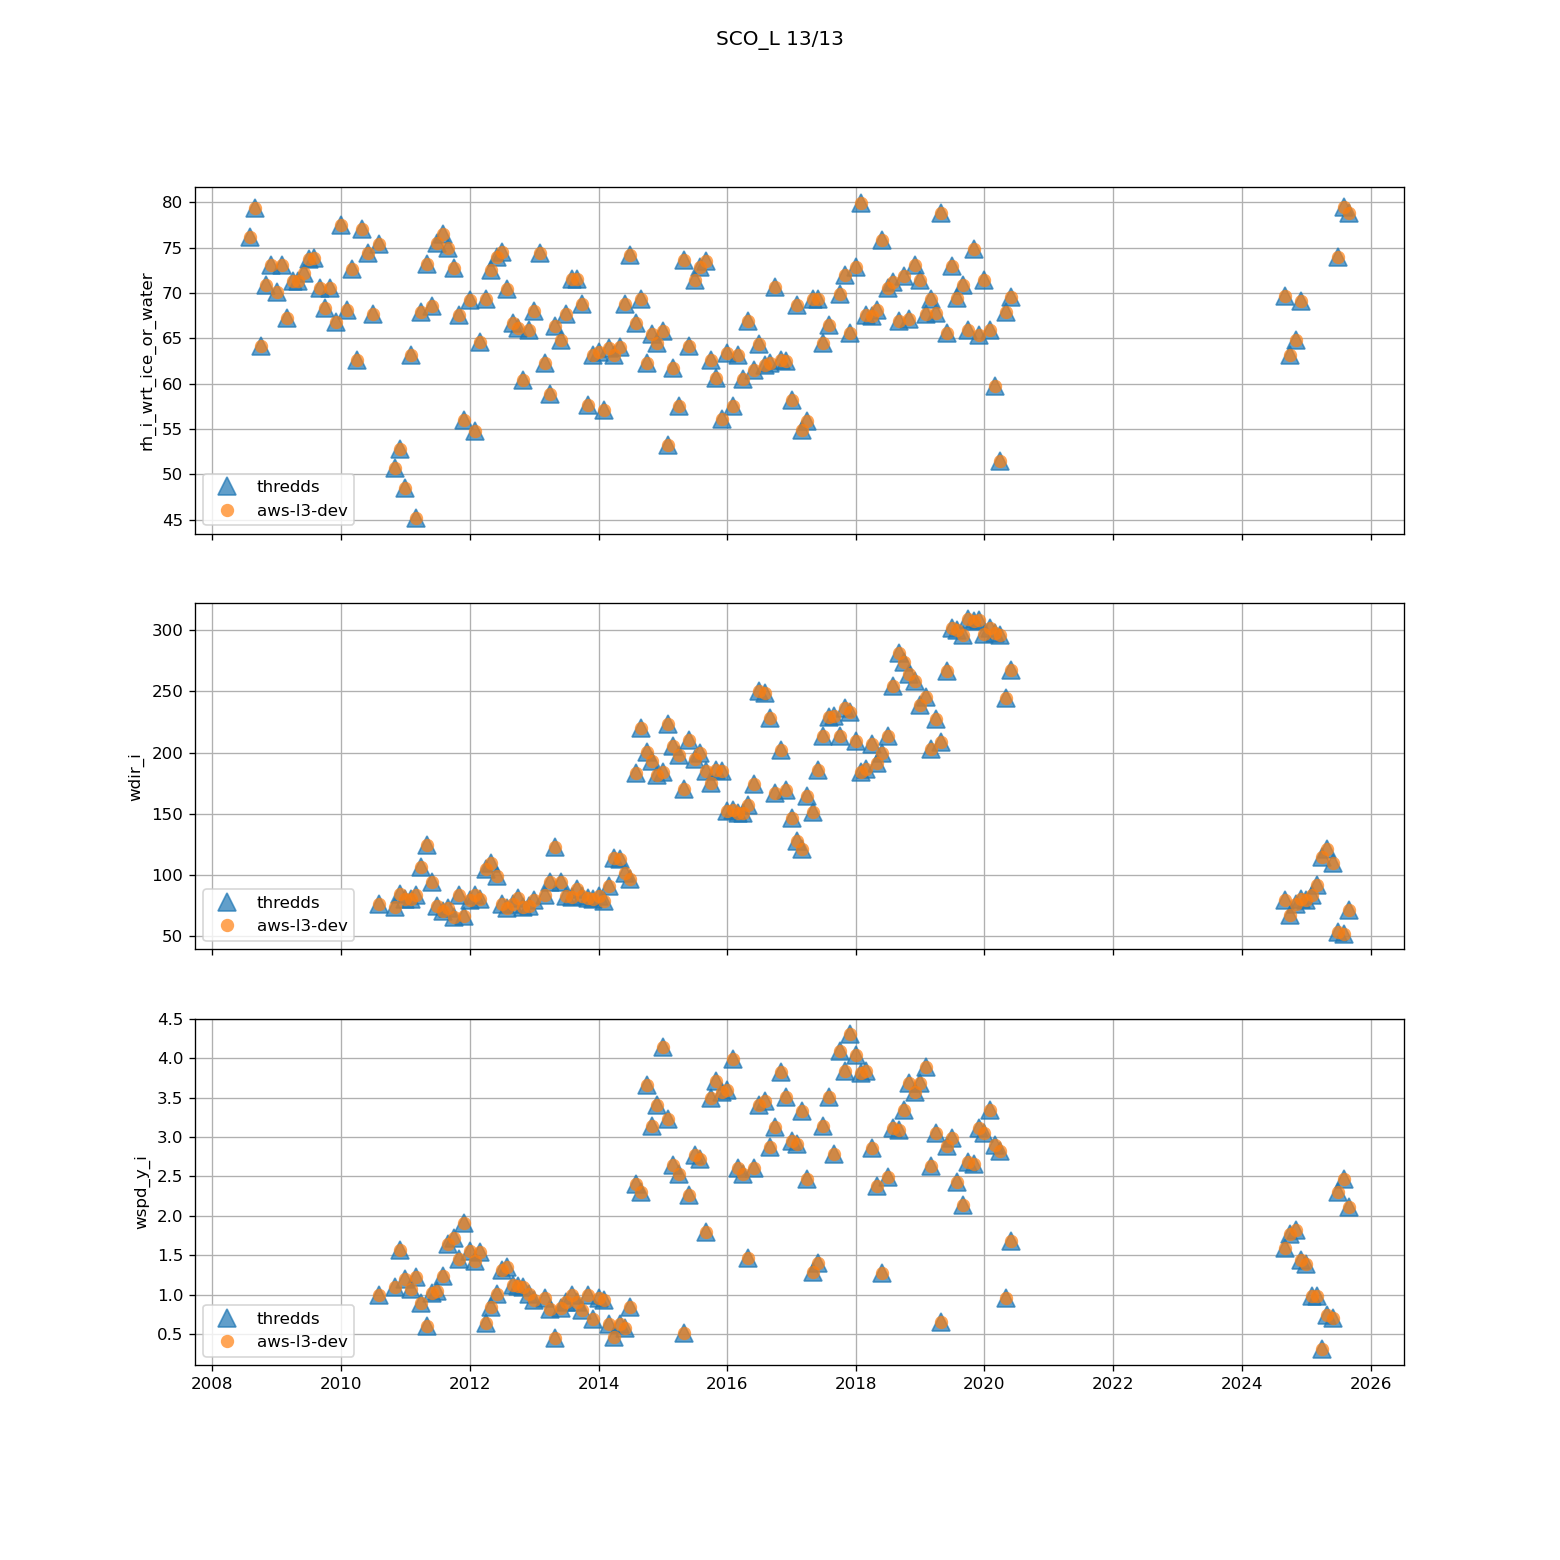 SCO_L 13/13
80
75
70
65
60
55
50
45
rh_i_wrt_ice_or_water
thredds
aws-l3-dev
300
250
200
150
100
50
wdir_i
thredds
aws-l3-dev
4.5
4.0
3.5
3.0
2.5
2.0
1.5
1.0
0.5
wspd_y_i
thredds
aws-l3-dev
2008 2010 2012 2014 2016 2018 2020 2022 2024 2026